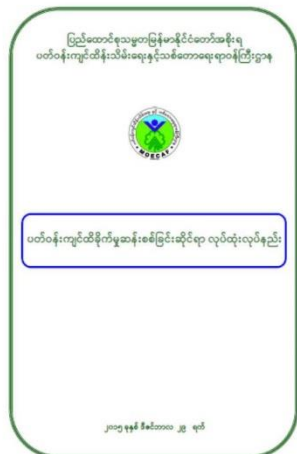 ပြည်ထောင်စုသမ္မတမြန်မာနိုင်ငံတော်အစိုးရ
ပတ်ဝန်းကျင်ထိန်းသိမ်းရေးနှင့်သစ်တောရေးရာဝန်ကြီးဌာန
MOECAF
ပတ်ဝန်းကျင်ထိခိုက်မှုဆန်းစစ်ခြင်းဆိုင်ရာ လုပ်ထုံးလုပ်နည်း
၂၀၁၅ ခုနှစ် ဒီဇင်ဘာလ ၂၉ ရက်